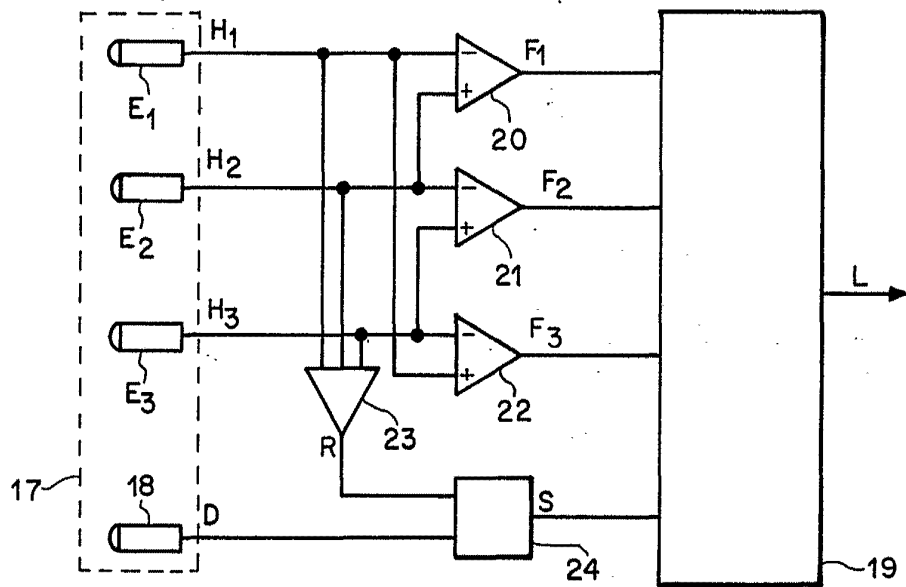 H1
E1
− F1
+
20
H2
E2
− F2
+
21
L
H3
E3
− F3
+
22
23
R
17
18
D
S
24
19